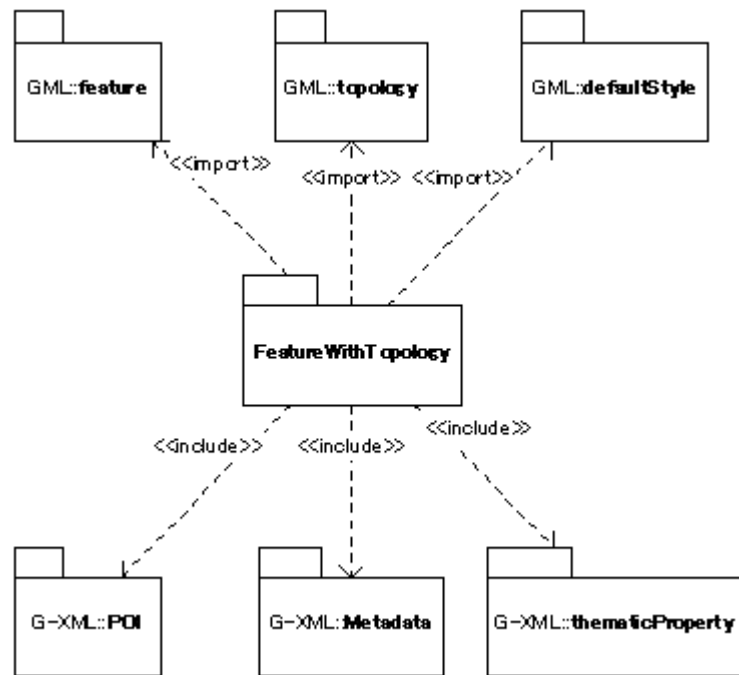 GML::feature
GML::topology
GML::defaultStyle
<<import>>
<<import>>
<<import>>
FeatureWithTopology
<<include>>
<<include>>
<<include>>
G-XML::POI
G-XML::Metadata
G-XML::thematicProperty